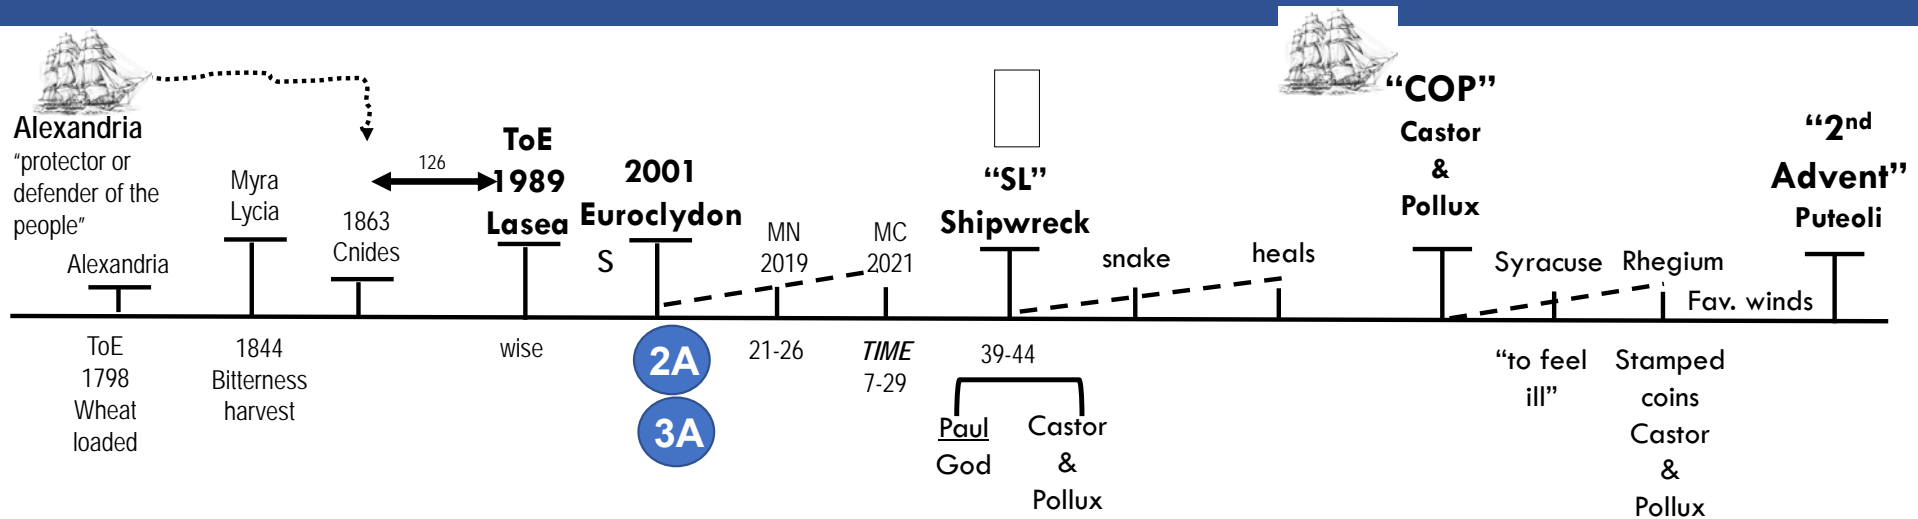 Alexandria
"protector or
defender of the
people"
Alexandria
ToE
1798
Wheat
loaded
Myra
Lycia
1844
Bitterness
harvest
1863
Cnides
126
ToE
1989
Lasea
wise
2001
Euroclydon
S
2A
3A
MN
2019
21-26
MC
2021
TIME
7-29
“SL”
Shipwreck
39-44
Paul
God
Castor
&
Pollux
snake
heals
“COP”
Castor
&
Pollux
Syracuse
“to feel
ill”
Rhegium
Stamped
coins
Castor
&
Pollux
Fav. winds
“2nd
Advent”
Puteoli